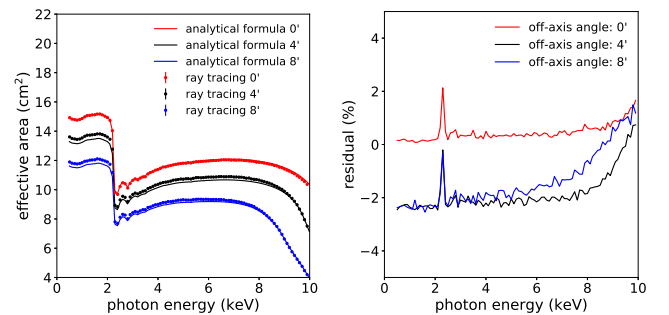 22
20
18
16
14
12
10
8
6
4
effective area (cm²)
0
2
4
6
8
10
photon energy (keV)
analytical formula 0'
analytical formula 4'
analytical formula 8'
ray tracing 0'
ray tracing 4'
ray tracing 8'
4
2
0
−2
−4
residual (%)
0
2
4
6
8
10
photon energy (keV)
off-axis angle: 0'
off-axis angle: 4'
off-axis angle: 8'